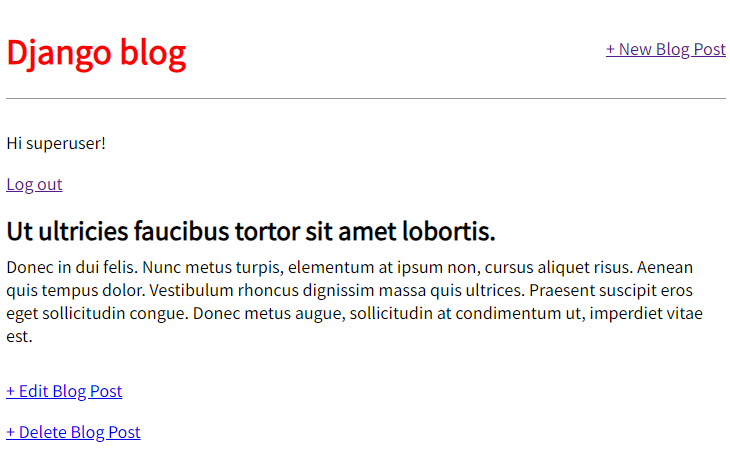 Django blog
+ New Blog Post
Hi superuser!
Log out
Ut ultricies faucibus tortor sit amet lobortis.
Donec in dui felis. Nunc metus turpis, elementum at ipsum non, cursus aliquet risus. Aenean
quis tempus dolor. Vestibulum rhoncus dignissim massa quis ultrices. Praesent suscipit eros
eget sollicitudin congue. Donec metus augue, sollicitudin at condimentum ut, imperdiet vitae
est.
+ Edit Blog Post
+ Delete Blog Post